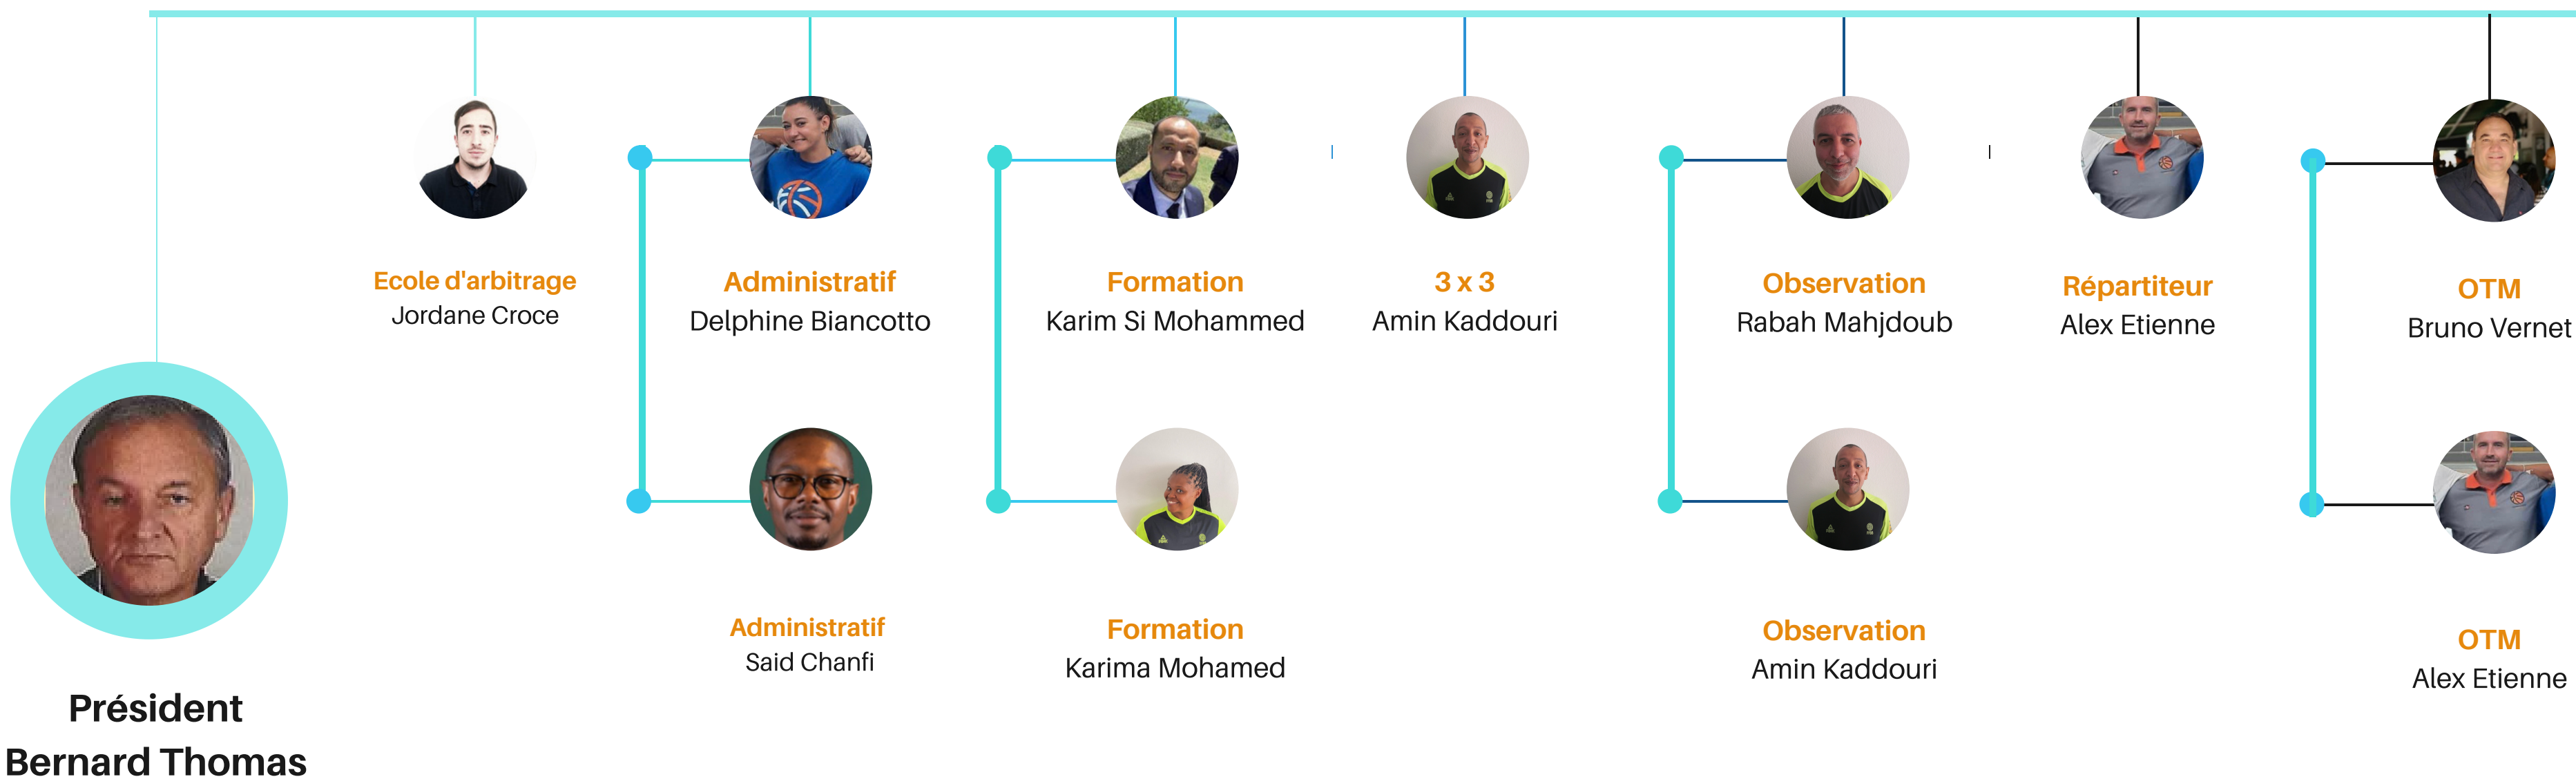 Ecole d'arbitrage
Jordane Croce
Administratif
Delphine Biancotto
Formation
Karim Si Mohammed
3 x 3
Amin Kaddouri
Observation
Rabah Mahjdoub
Répartiteur
Alex Etienne
OTM
Bruno Vernet
Administratif
Said Chanfi
Formation
Karima Mohamed
Observation
Amin Kaddouri
OTM
Alex Etienne
Président
Bernard Thomas